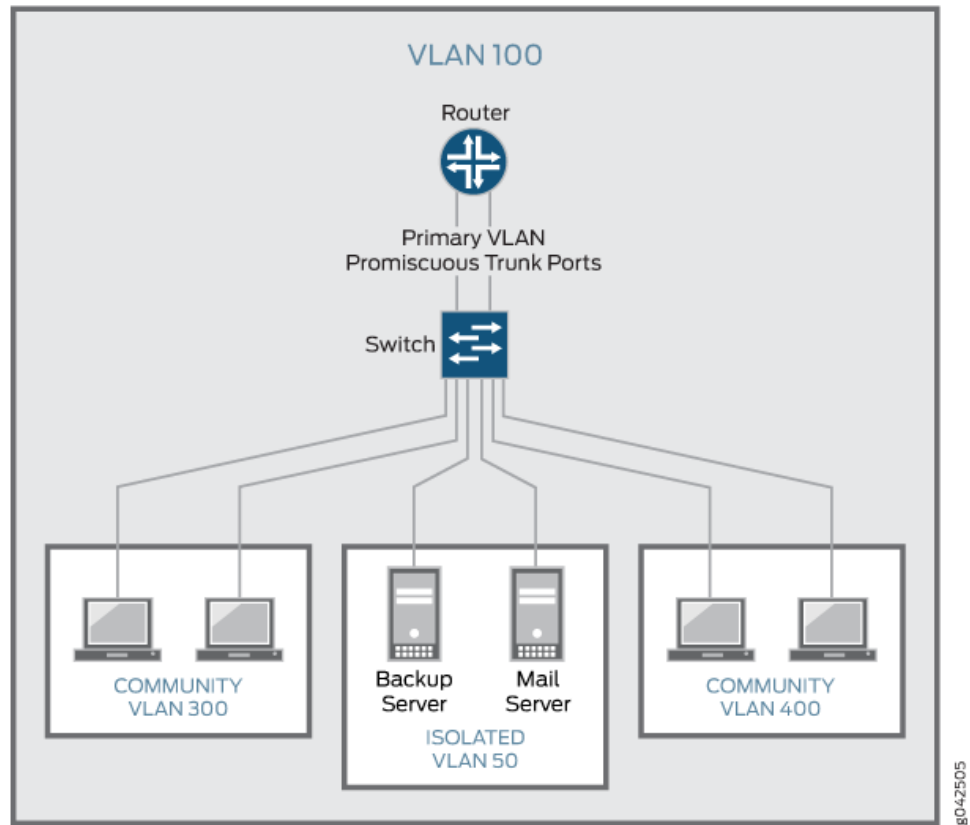 VLAN 100
Router
Primary VLAN
Promiscuous Trunk Ports
Switch
COMMUNITY
VLAN 300
Backup
Server
Mail
Server
ISOLATED
VLAN 50
COMMUNITY
VLAN 400
g042505